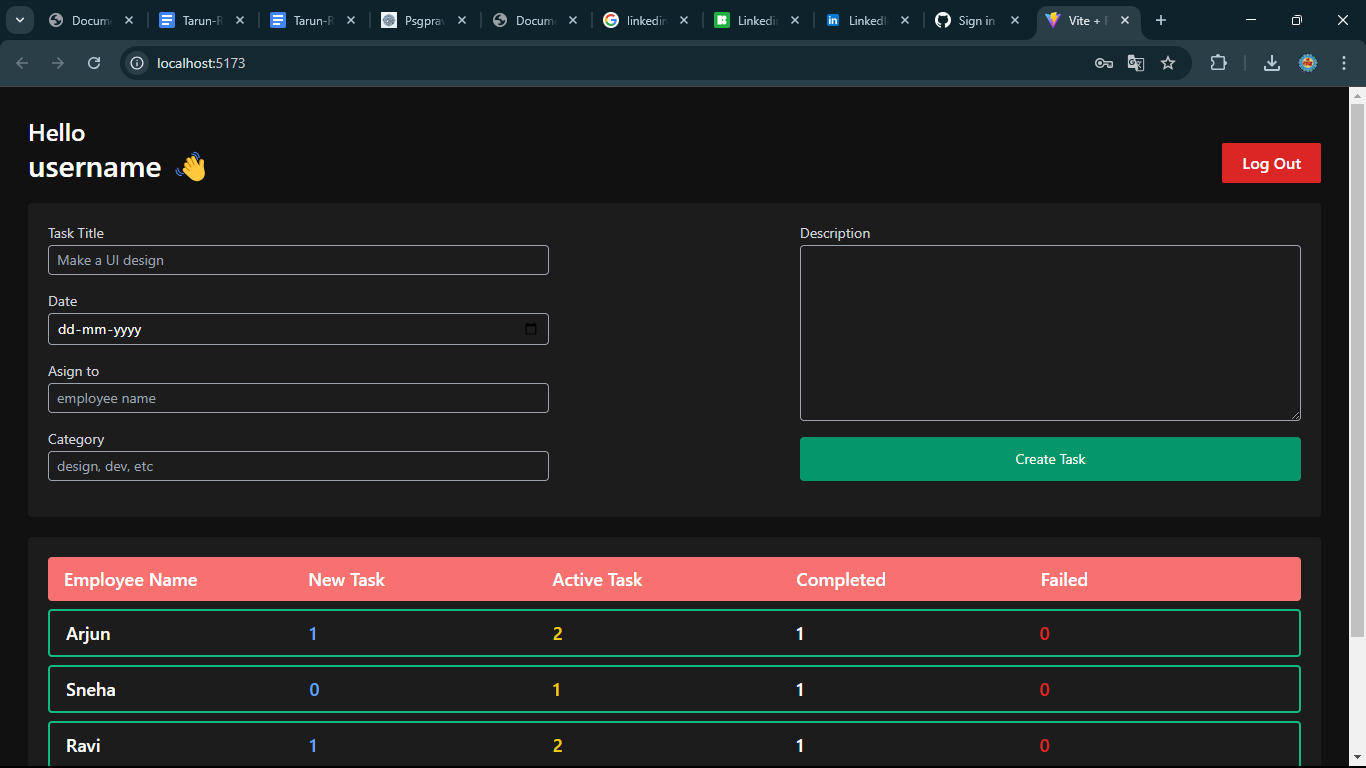 Docume
Tarun-R
Tarun-R
Psgprav
Docum
linkedin
Linkedi
LinkedI
Sign in
Vite +
localhost:5173
Hello
username 👋
Log Out
Task Title
Description
Make a UI design
Date
dd-mm-yyyy
Asign to
employee name
Category
design, dev, etc
Create Task
Employee Name New Task Active Task Completed Failed
Arjun 1 2 1 0
Sneha 0 1 1 0
Ravi 1 2 1 0